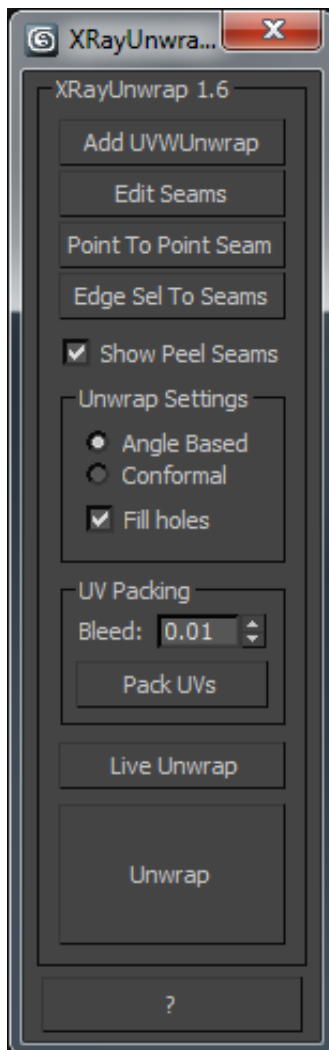 XRayUnwra...
XRayUnwrap 1.6
Add UVWUnwrap
Edit Seams
Point To Point Seam
Edge Sel To Seams
Show Peel Seams
Unwrap Settings
Angle Based
Conformal
Fill holes
UV Packing
Bleed: 0.01
Pack UVs
Live Unwrap
Unwrap
?